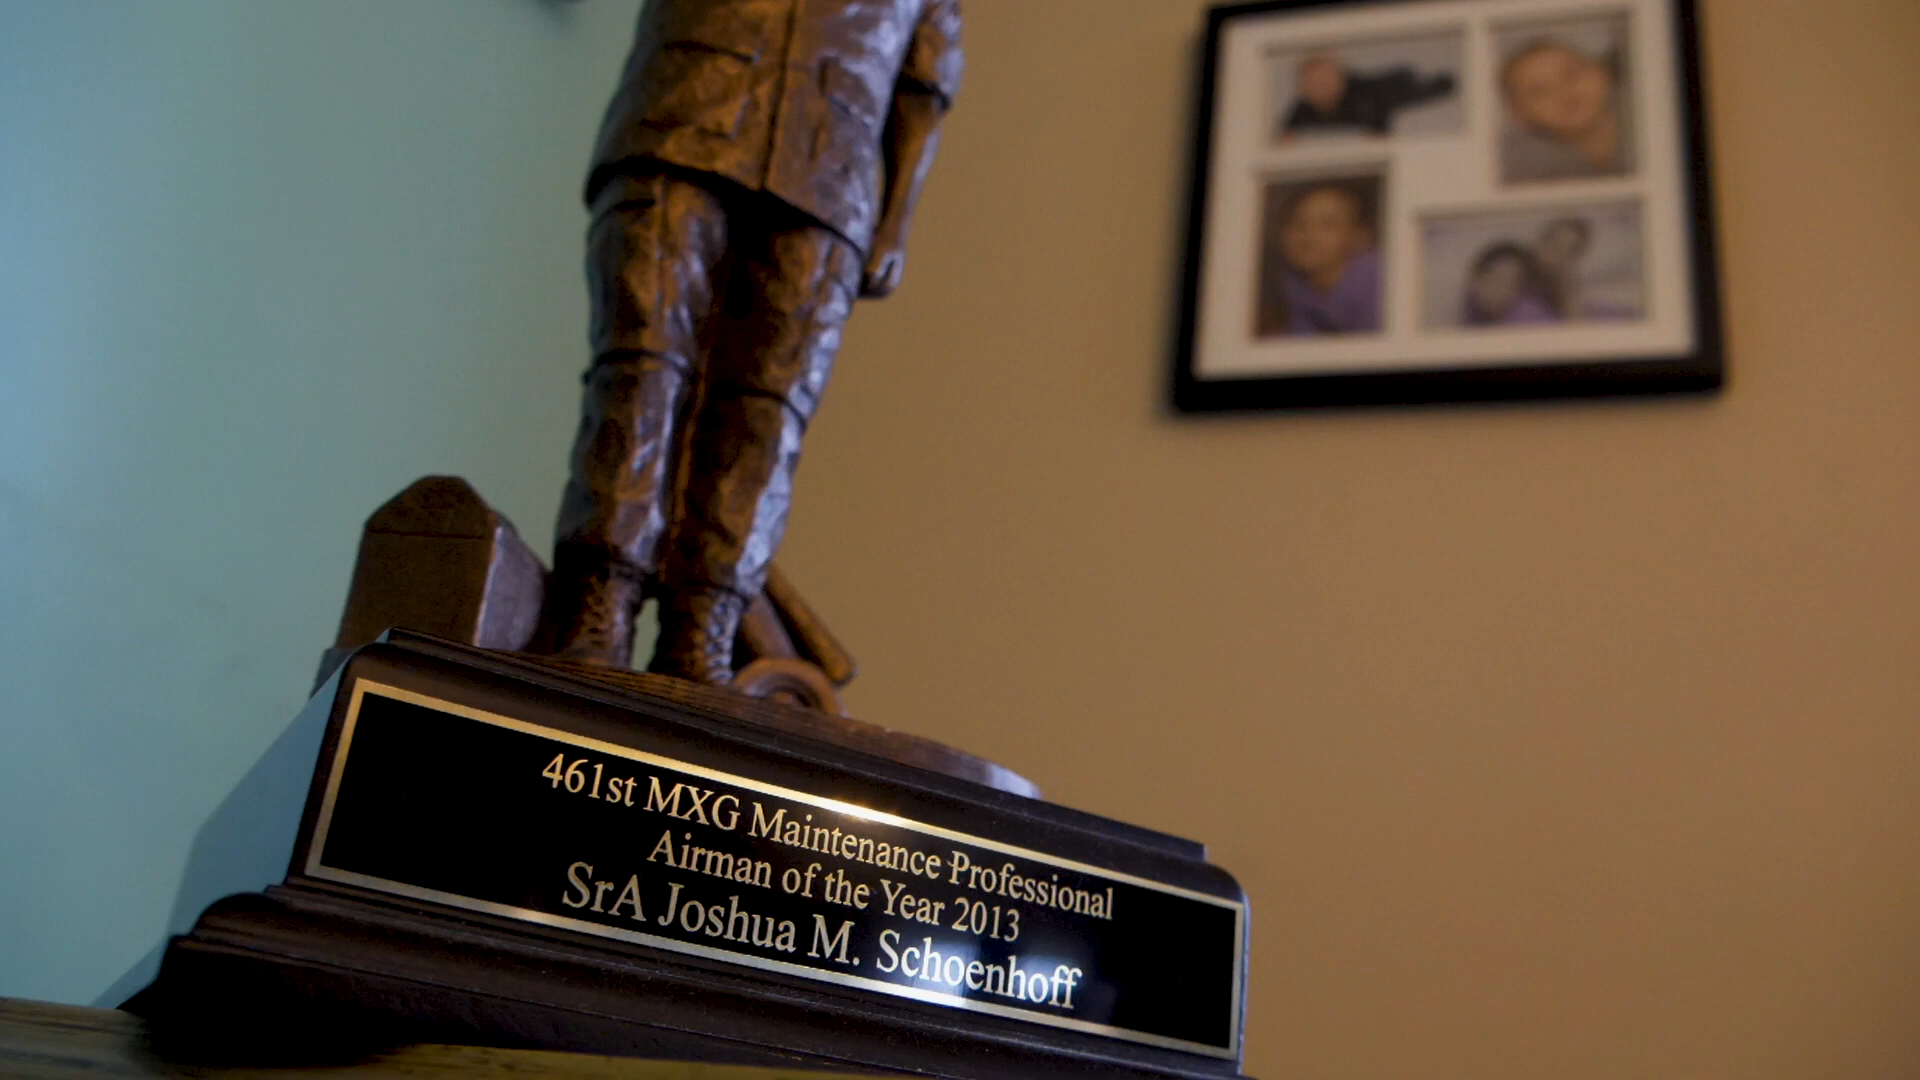 461st MXG Maintenance Professional
Airman of the Year 2013
SrA Joshua M. Schoenhoff